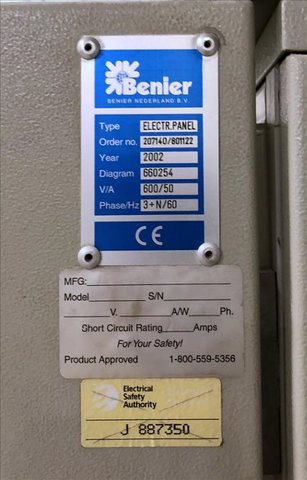 Benier
BENIER NEDERLAND B.V.
Type ELECTR.PANEL
Order no. 207140/801122
Year 2002
Diagram 660254
V/A 600/50
Phase/Hz 3+N/60
CE
MFG:
Model S/N
V. A/W Ph.
Short Circuit Rating Amps
For Your Safety!
Product Approved 1-800-559-5356
Electrical
Safety
Authority
J 887350